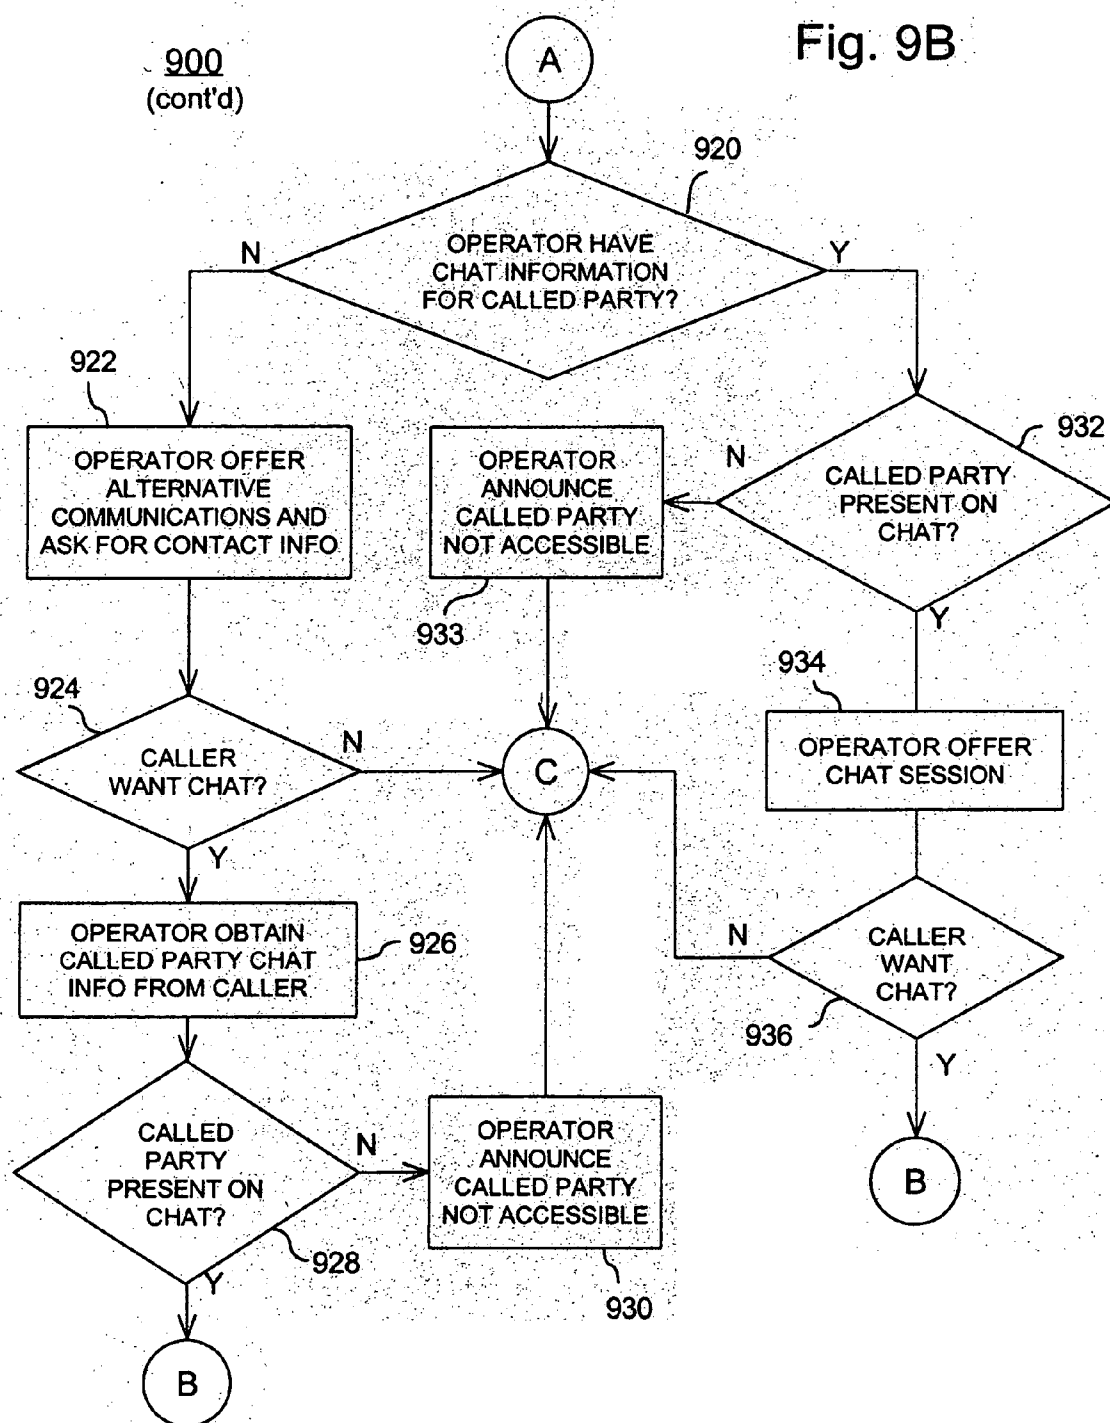 Fig. 9B
900
(cont'd)
A
920
OPERATOR HAVE
CHAT INFORMATION
FOR CALLED PARTY?
N
Y
922
OPERATOR OFFER
ALTERNATIVE
COMMUNICATIONS AND
ASK FOR CONTACT INFO
OPERATOR
ANNOUNCE
CALLED PARTY
NOT ACCESSIBLE
933
N
932
CALLED PARTY
PRESENT ON
CHAT?
Y
934
OPERATOR OFFER
CHAT SESSION
924
CALLER
WANT CHAT?
N
C
Y
926
OPERATOR OBTAIN
CALLED PARTY CHAT
INFO FROM CALLER
N
CALLER
WANT
CHAT?
936
Y
B
CALLED
PARTY
PRESENT ON
CHAT?
N
928
Y
OPERATOR
ANNOUNCE
CALLED PARTY
NOT ACCESSIBLE
930
B